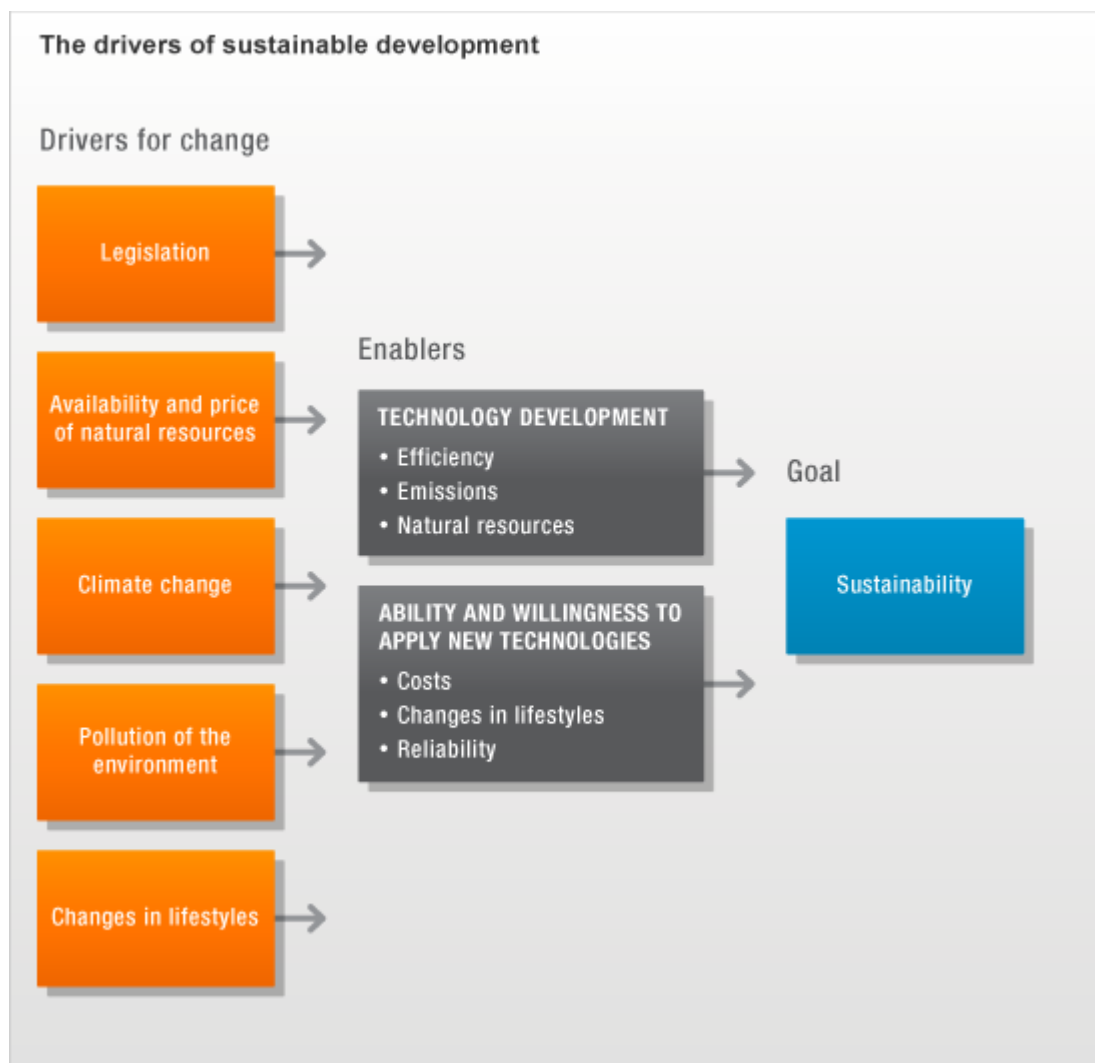 The drivers of sustainable development
Drivers for change
Legislation
Availability and price
of natural resources
Climate change
Pollution of the
environment
Changes in lifestyles
Enablers
TECHNOLOGY DEVELOPMENT
• Efficiency
• Emissions
• Natural resources
ABILITY AND WILLINGNESS TO
APPLY NEW TECHNOLOGIES
• Costs
• Changes in lifestyles
• Reliability
Goal
Sustainability